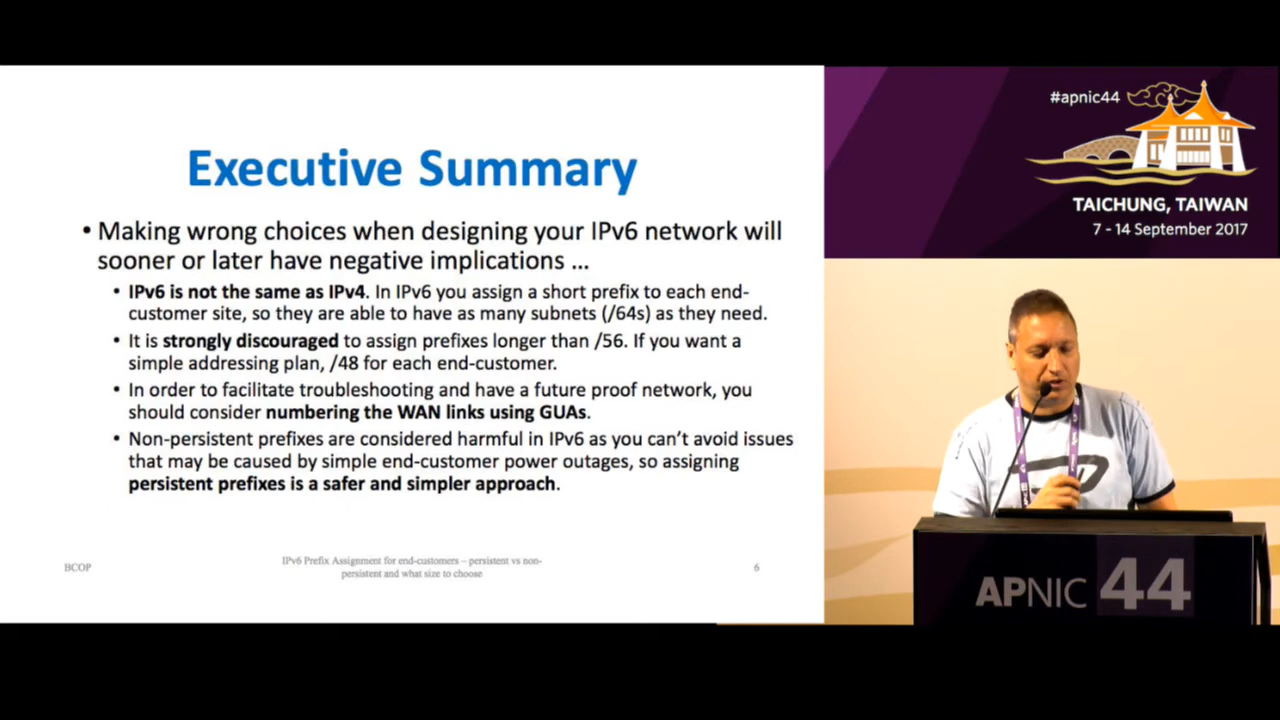 Executive Summary
• Making wrong choices when designing your IPv6 network will
sooner or later have negative implications ...
• IPv6 is not the same as IPv4. In IPv6 you assign a short prefix to each end-
customer site, so they are able to have as many subnets (/64s) as they need.
• It is strongly discouraged to assign prefixes longer than /56. If you want a
simple addressing plan, /48 for each end-customer.
• In order to facilitate troubleshooting and have a future proof network, you
should consider numbering the WAN links using GUAs.
• Non-persistent prefixes are considered harmful in IPv6 as you can’t avoid issues
that may be caused by simple end-customer power outages, so assigning
persistent prefixes is a safer and simpler approach.
BCOP
IPv6 Prefix Assignment for end-customers – persistent vs non-
persistent and what size to choose
6
#apnic44
TAICHUNG, TAIWAN
7 - 14 September 2017
APNIC 44